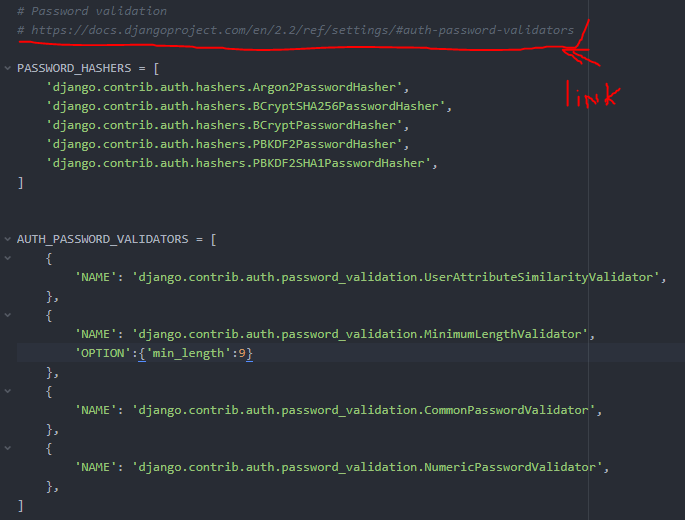 # Password validation
# https://docs.djangoproject.com/en/2.2/ref/settings/#auth-password-validators
link
PASSWORD_HASHERS = [
    'django.contrib.auth.hashers.Argon2PasswordHasher',
    'django.contrib.auth.hashers.BCryptSHA256PasswordHasher',
    'django.contrib.auth.hashers.BCryptPasswordHasher',
    'django.contrib.auth.hashers.PBKDF2PasswordHasher',
    'django.contrib.auth.hashers.PBKDF2SHA1PasswordHasher',
]
AUTH_PASSWORD_VALIDATORS = [
    {
        'NAME': 'django.contrib.auth.password_validation.UserAttributeSimilarityValidator',
    },
    {
        'NAME': 'django.contrib.auth.password_validation.MinimumLengthValidator',
        'OPTION':{'min_length':9}
    },
    {
        'NAME': 'django.contrib.auth.password_validation.CommonPasswordValidator',
    },
    {
        'NAME': 'django.contrib.auth.password_validation.NumericPasswordValidator',
    },
]